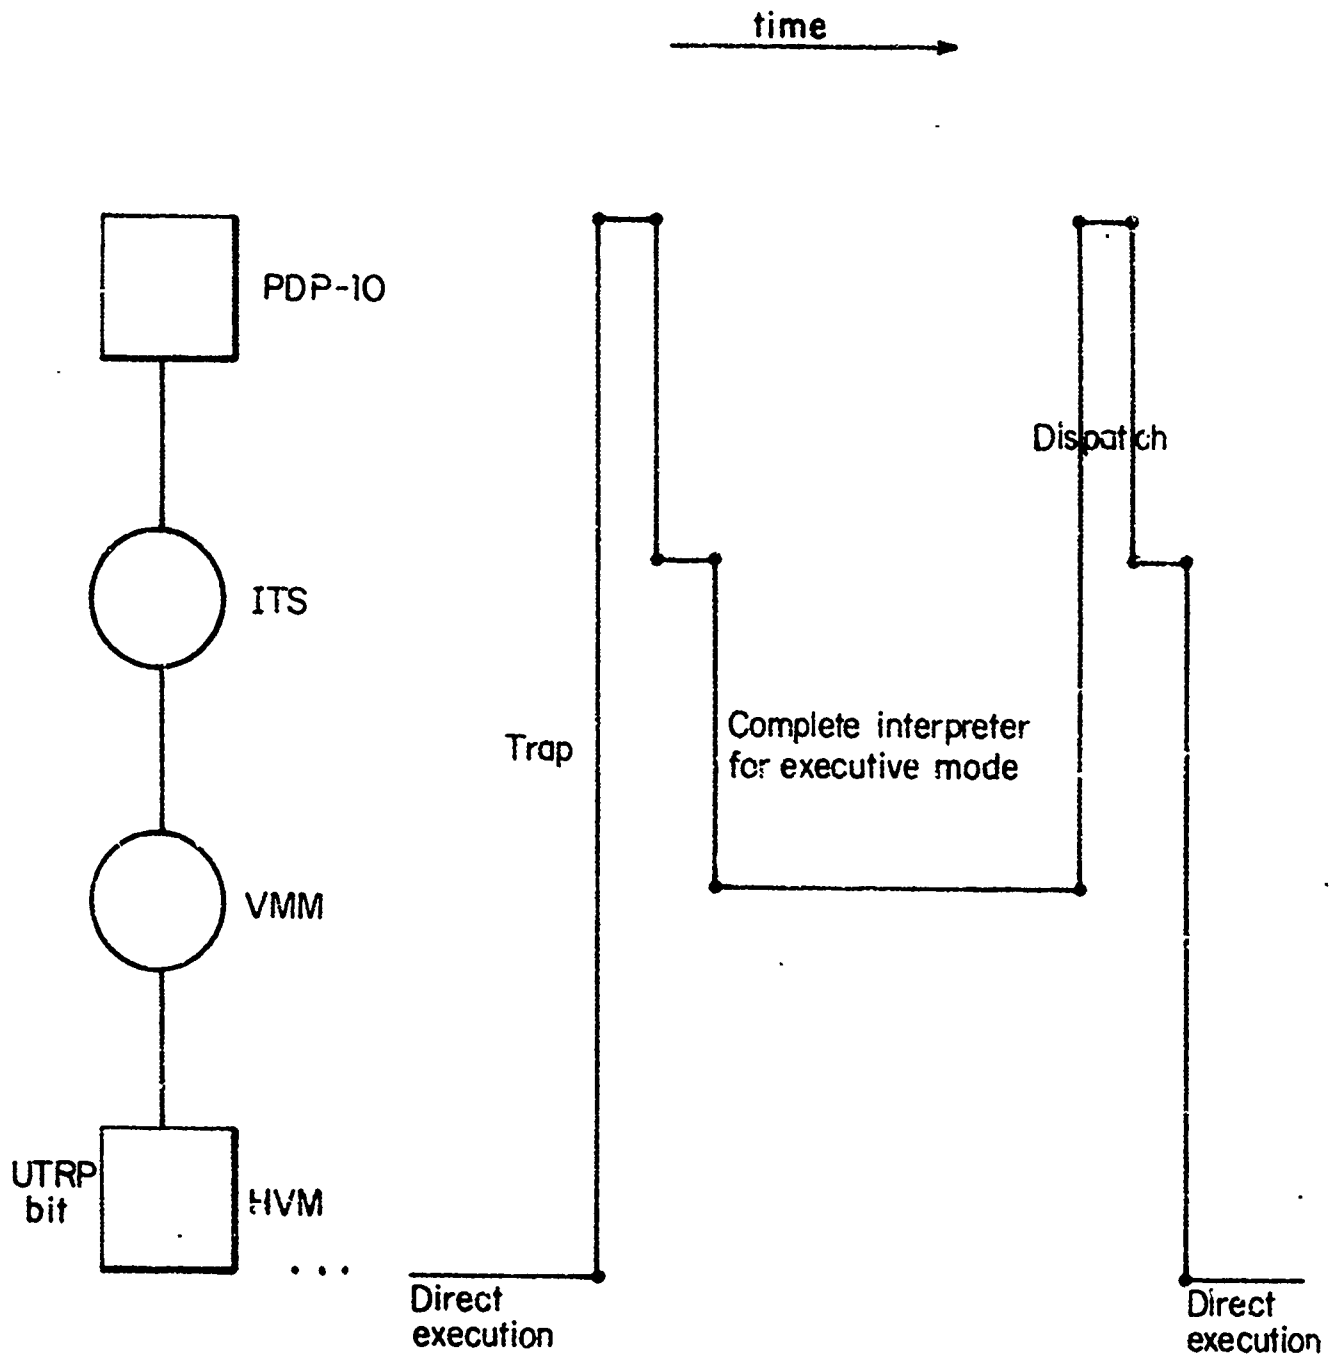 time
PDP-10
Dispatch
ITS
Complete interpreter
for executive mode
Trap
VMM
UTRP
bit
HVM
...
Direct
execution
Direct
execution